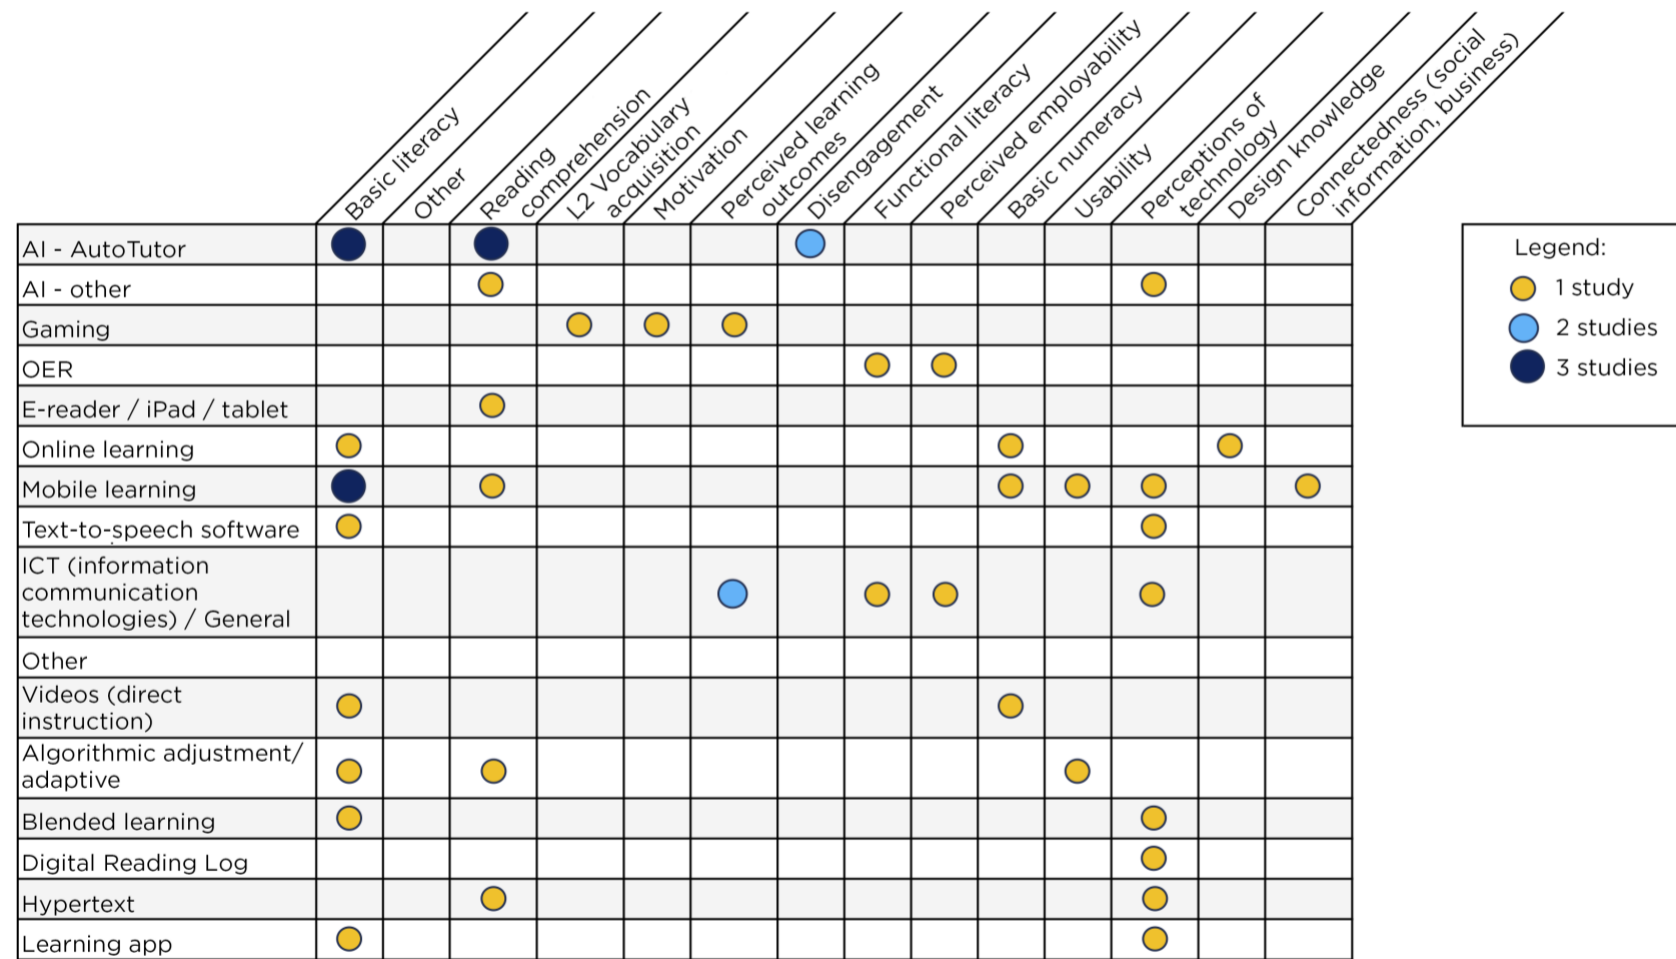 Basic literacy
Other
Reading
comprehension
L2 Vocabulary
acquisition
Motivation
Perceived learning
outcomes
Disengagement
Functional literacy
Perceived employability
Basic numeracy
Usability
Perceptions of
technology
Design knowledge
Connectedness (social
information, business)
AI - AutoTutor
AI - other
Gaming
OER
E-reader / iPad / tablet
Online learning
Mobile learning
Text-to-speech software
ICT (information
communication
technologies) / General
Other
Videos (direct
instruction)
Algorithmic adjustment/
adaptive
Blended learning
Digital Reading Log
Hypertext
Learning app
Legend:
1 study
2 studies
3 studies